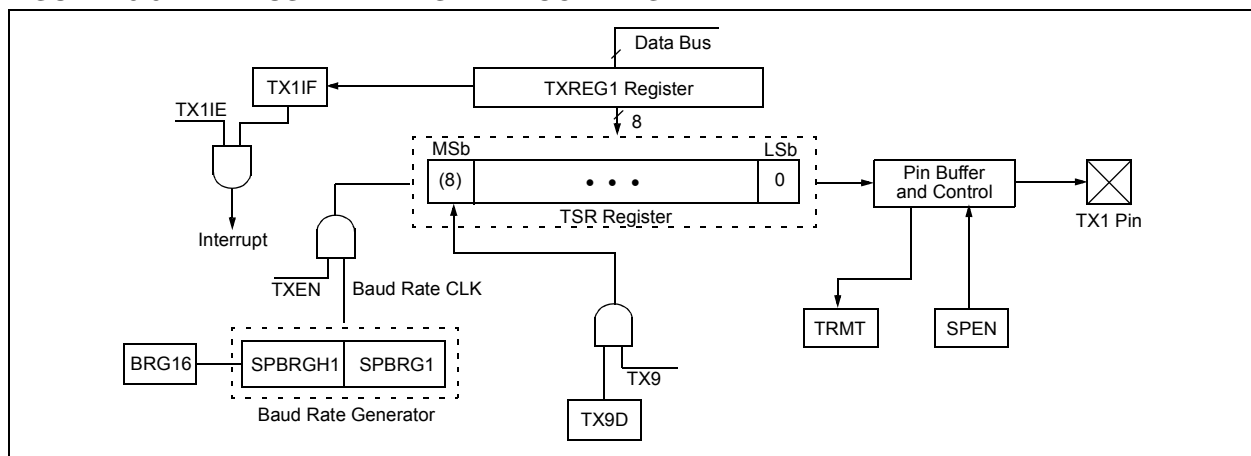 Data Bus
TXREG1 Register
TX1IF
TX1IE
8
MSb
LSb
(8)
• • •
0
TSR Register
Pin Buffer
and Control
TX1 Pin
Interrupt
TXEN
Baud Rate CLK
TRMT
SPEN
BRG16
SPBRGH1
SPBRG1
TX9
Baud Rate Generator
TX9D